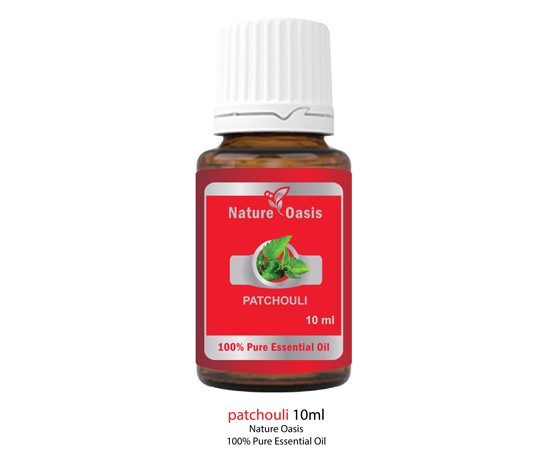 Nature Oasis
PATCHOULI
10 ml
100% Pure Essential Oil
patchouli 10ml
Nature Oasis
100% Pure Essential Oil